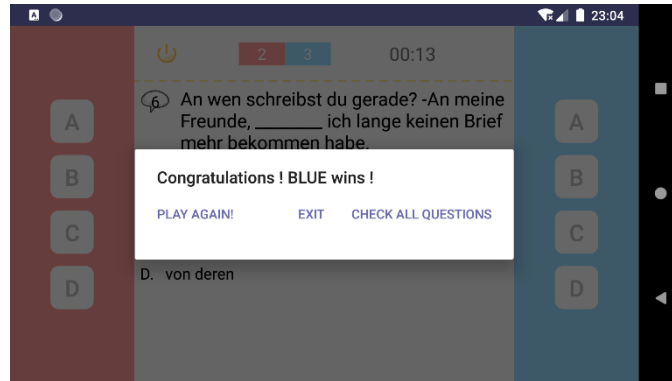 A
23:04
2 3
00:13
6 An wen schreibst du gerade? -An meine
Freunde, _______ ich lange keinen Brief
mehr bekommen habe.
Congratulations ! BLUE wins !
PLAY AGAIN! EXIT CHECK ALL QUESTIONS
D. von deren
A
B
C
D
A
B
C
D